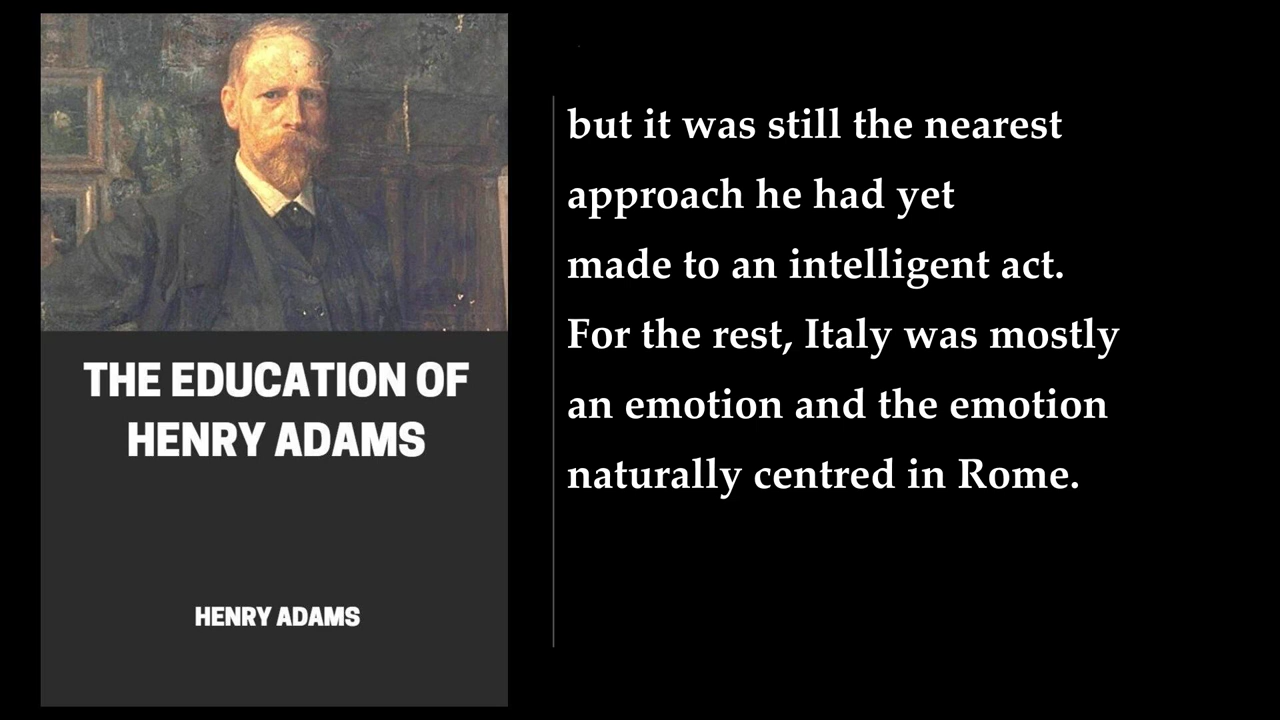 THE EDUCATION OF
HENRY ADAMS
HENRY ADAMS
but it was still the nearest
approach he had yet
made to an intelligent act.
For the rest, Italy was mostly
an emotion and the emotion
naturally centred in Rome.